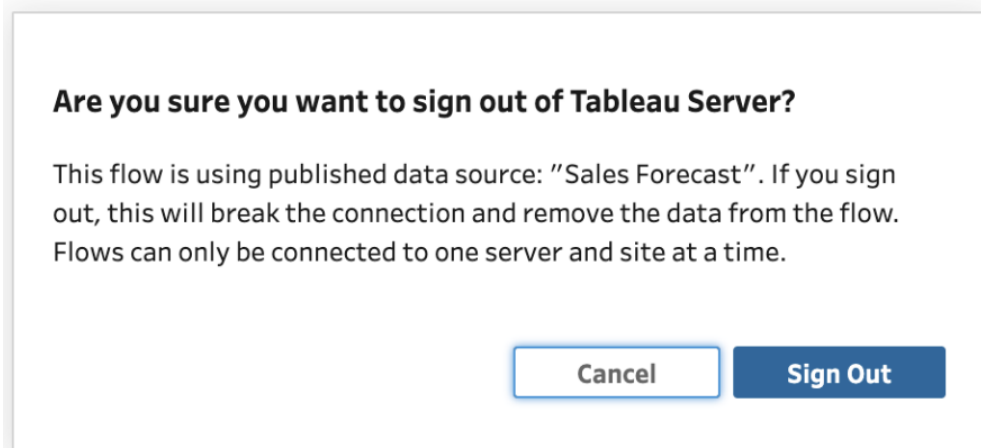 Are you sure you want to sign out of Tableau Server?
This flow is using published data source: "Sales Forecast". If you sign
out, this will break the connection and remove the data from the flow.
Flows can only be connected to one server and site at a time.
Cancel
Sign Out